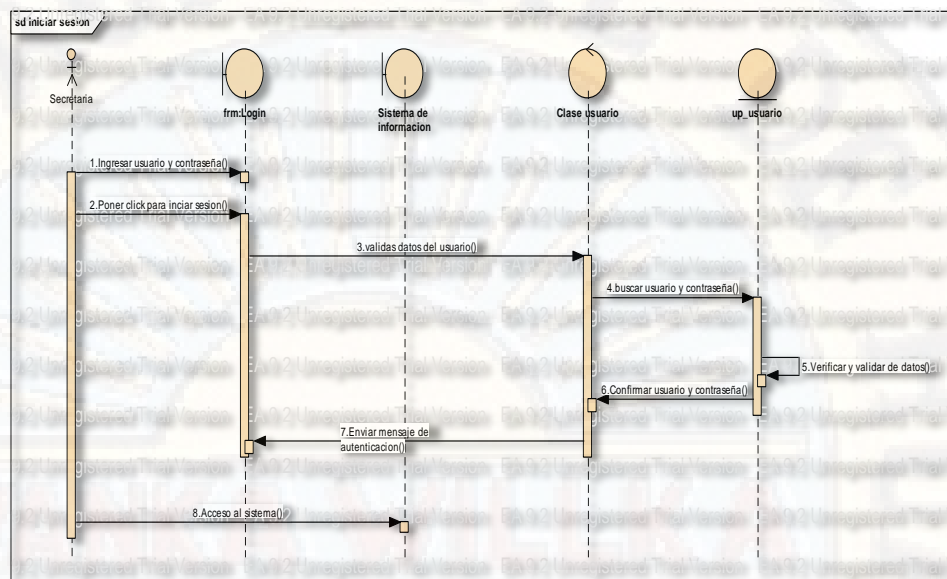 sd iniciar sesion
Secretaria
frm:Login
Sistema de
informacion
Clase usuario
up_usuario
1.Ingresar usuario y contraseña()
2.Poner click para inciar sesion()
3.validas datos del usuario()
4.buscar usuario y contraseña()
5.Verificar y validar de datos()
6.Confirmar usuario y contraseña()
7.Enviar mensaje de
autenticacion()
8.Acceso al sistema()